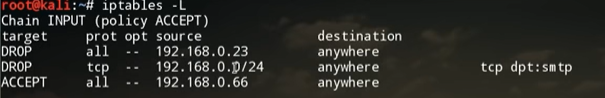 root@kali:~# iptables -L
Chain INPUT (policy ACCEPT)
target prot opt source destination
DROP all -- 192.168.0.23 anywhere
DROP tcp -- 192.168.0.0/24 anywhere tcp dpt:smtp
ACCEPT all -- 192.168.0.66 anywhere